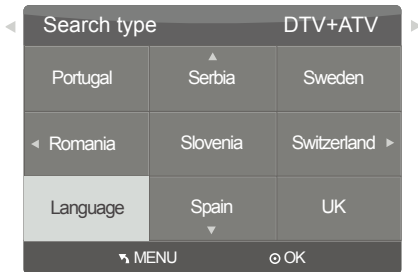 Search type DTV+ATV
Portugal Serbia Sweden
Romania Slovenia Switzerland
Language Spain UK
MENU OK